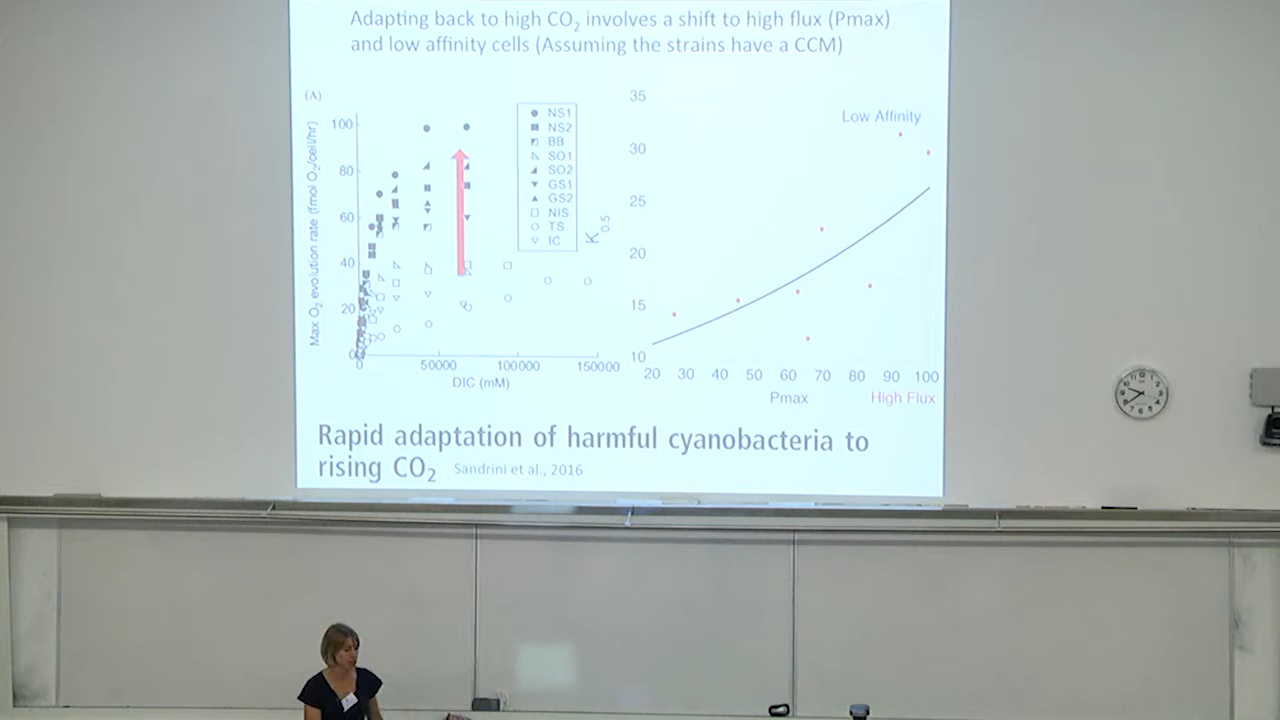 Adapting back to high CO2 involves a shift to high flux (Pmax)
and low affinity cells (Assuming the strains have a CCM)
(A)
Max O2 evolution rate (fmol O2/cell/hr)
100
80
60
40
20
0
0
50000
100000
150000
DIC (mM)
NS1
NS2
BB
SO1
SO2
GS1
GS2
NIS
TS
IC
K0.5
35
30
25
20
15
10
Low Affinity
20 30 40 50 60 70 80 90 100
Pmax
High Flux
Rapid adaptation of harmful cyanobacteria to
rising CO2 Sandrini et al., 2016